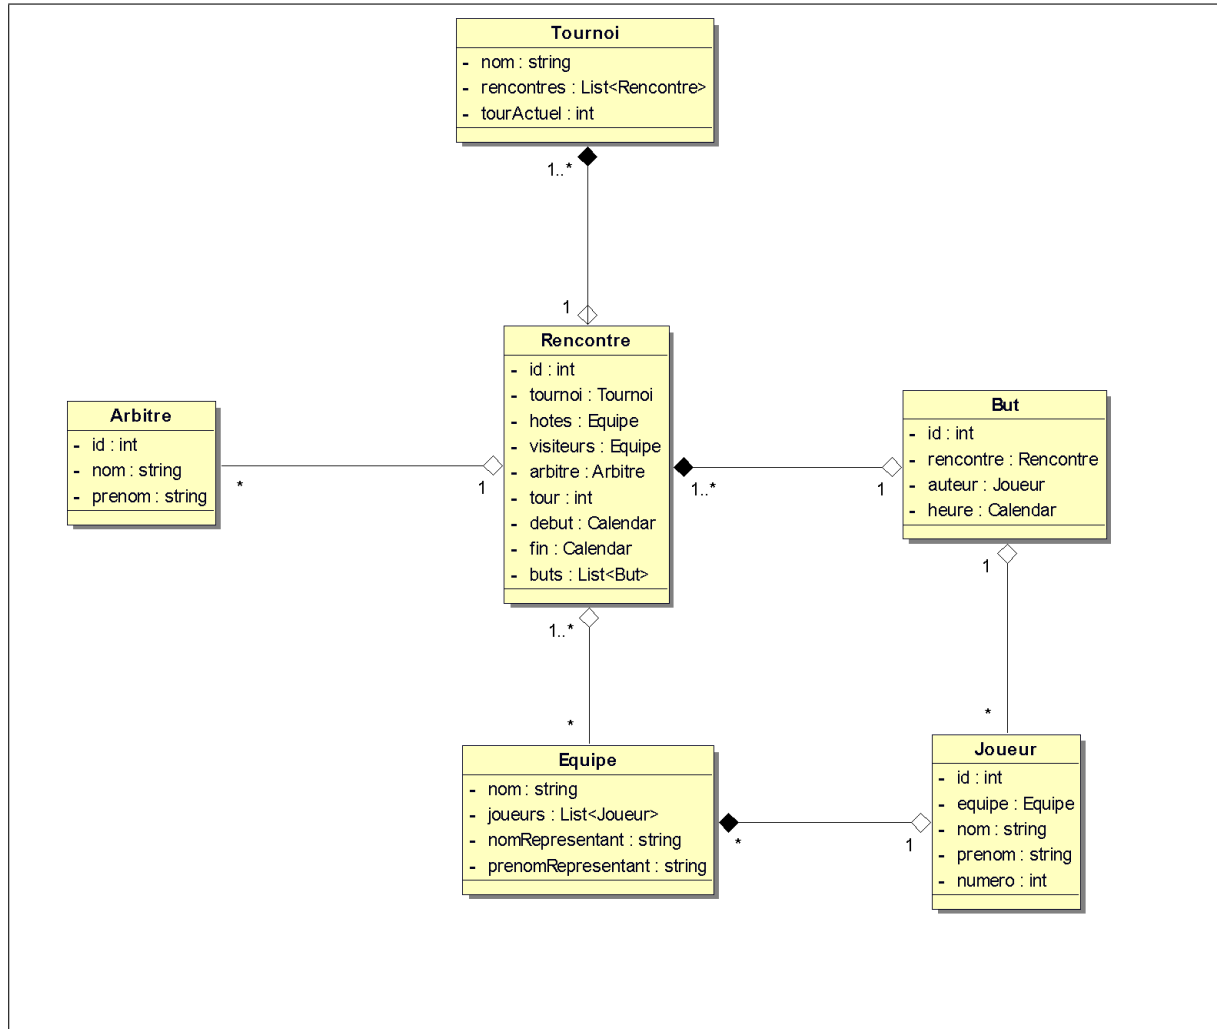 Tournoi
- nom : string
- rencontres : List<Rencontre>
- tourActuel : int
1..*
1
Rencontre
- id : int
- tournoi : Tournoi
- hotes : Equipe
- visiteurs : Equipe
- arbitre : Arbitre
- tour : int
- debut : Calendar
- fin : Calendar
- buts : List<But>
Arbitre
- id : int
- nom : string
- prenom : string
*
1
1..*
1
But
- id : int
- rencontre : Rencontre
- auteur : Joueur
- heure : Calendar
1
*
1..*
*
Equipe
- nom : string
- joueurs : List<Joueur>
- nomRepresentant : string
- prenomRepresentant : string
*
1
Joueur
- id : int
- equipe : Equipe
- nom : string
- prenom : string
- numero : int